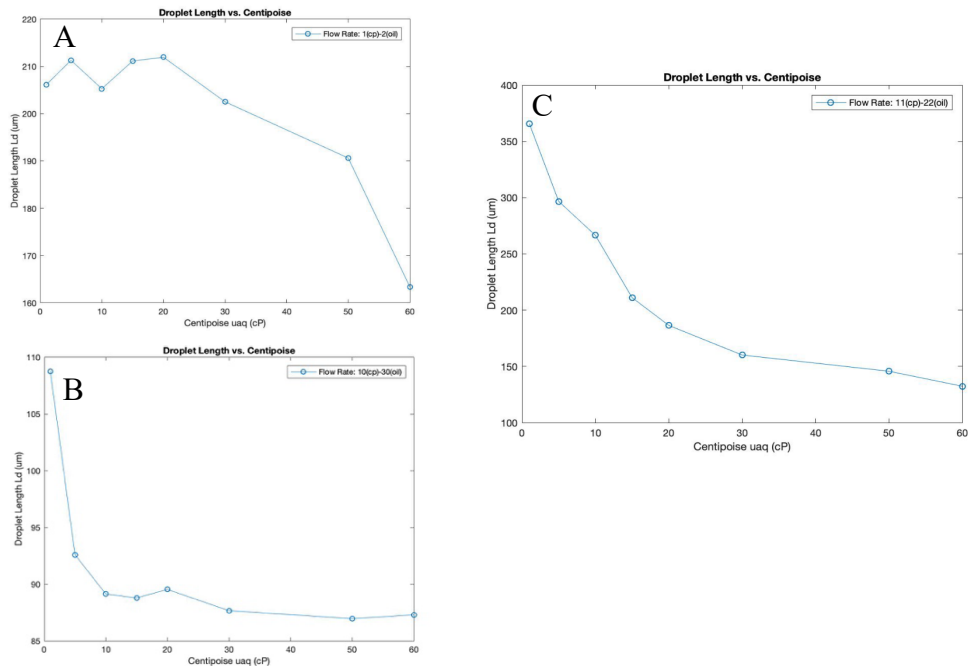 A
Droplet Length vs. Centipoise
Flow Rate: 1(cp)-2(oil)
220
210
200
190
180
170
160
Droplet Length Ld (um)
0 10 20 30 40 50 60
Centipoise uaq (cP)
B
Droplet Length vs. Centipoise
Flow Rate: 10(cp)-30(oil)
110
105
100
95
90
85
Droplet Length Ld (um)
0 10 20 30 40 50 60
Centipoise uaq (cP)
C
Droplet Length vs. Centipoise
Flow Rate: 11(cp)-22(oil)
400
350
300
250
200
150
100
Droplet Length Ld (um)
0 10 20 30 40 50 60
Centipoise uaq (cP)